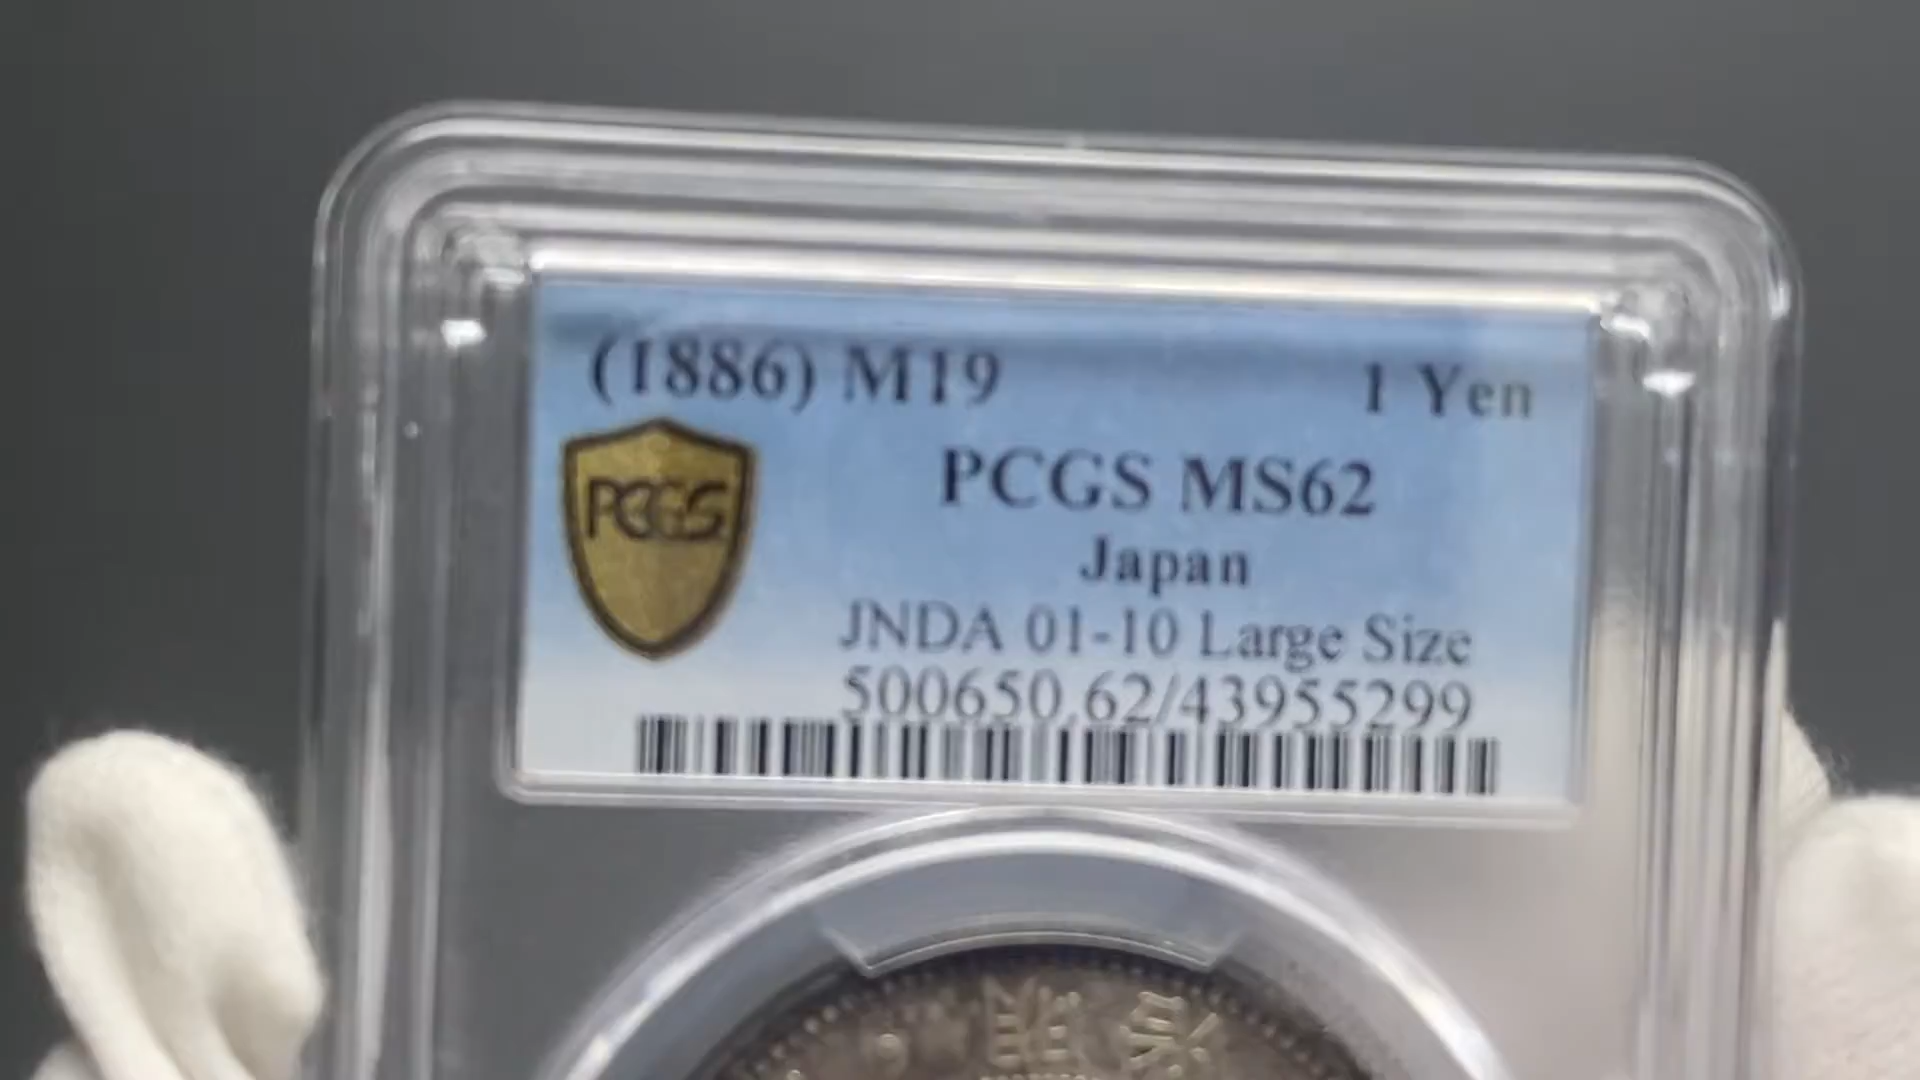 (1886) M19 1 Yen
PCGS
PCGS MS62
Japan
JNDA 01-10 Large Size
500650.62/43955299